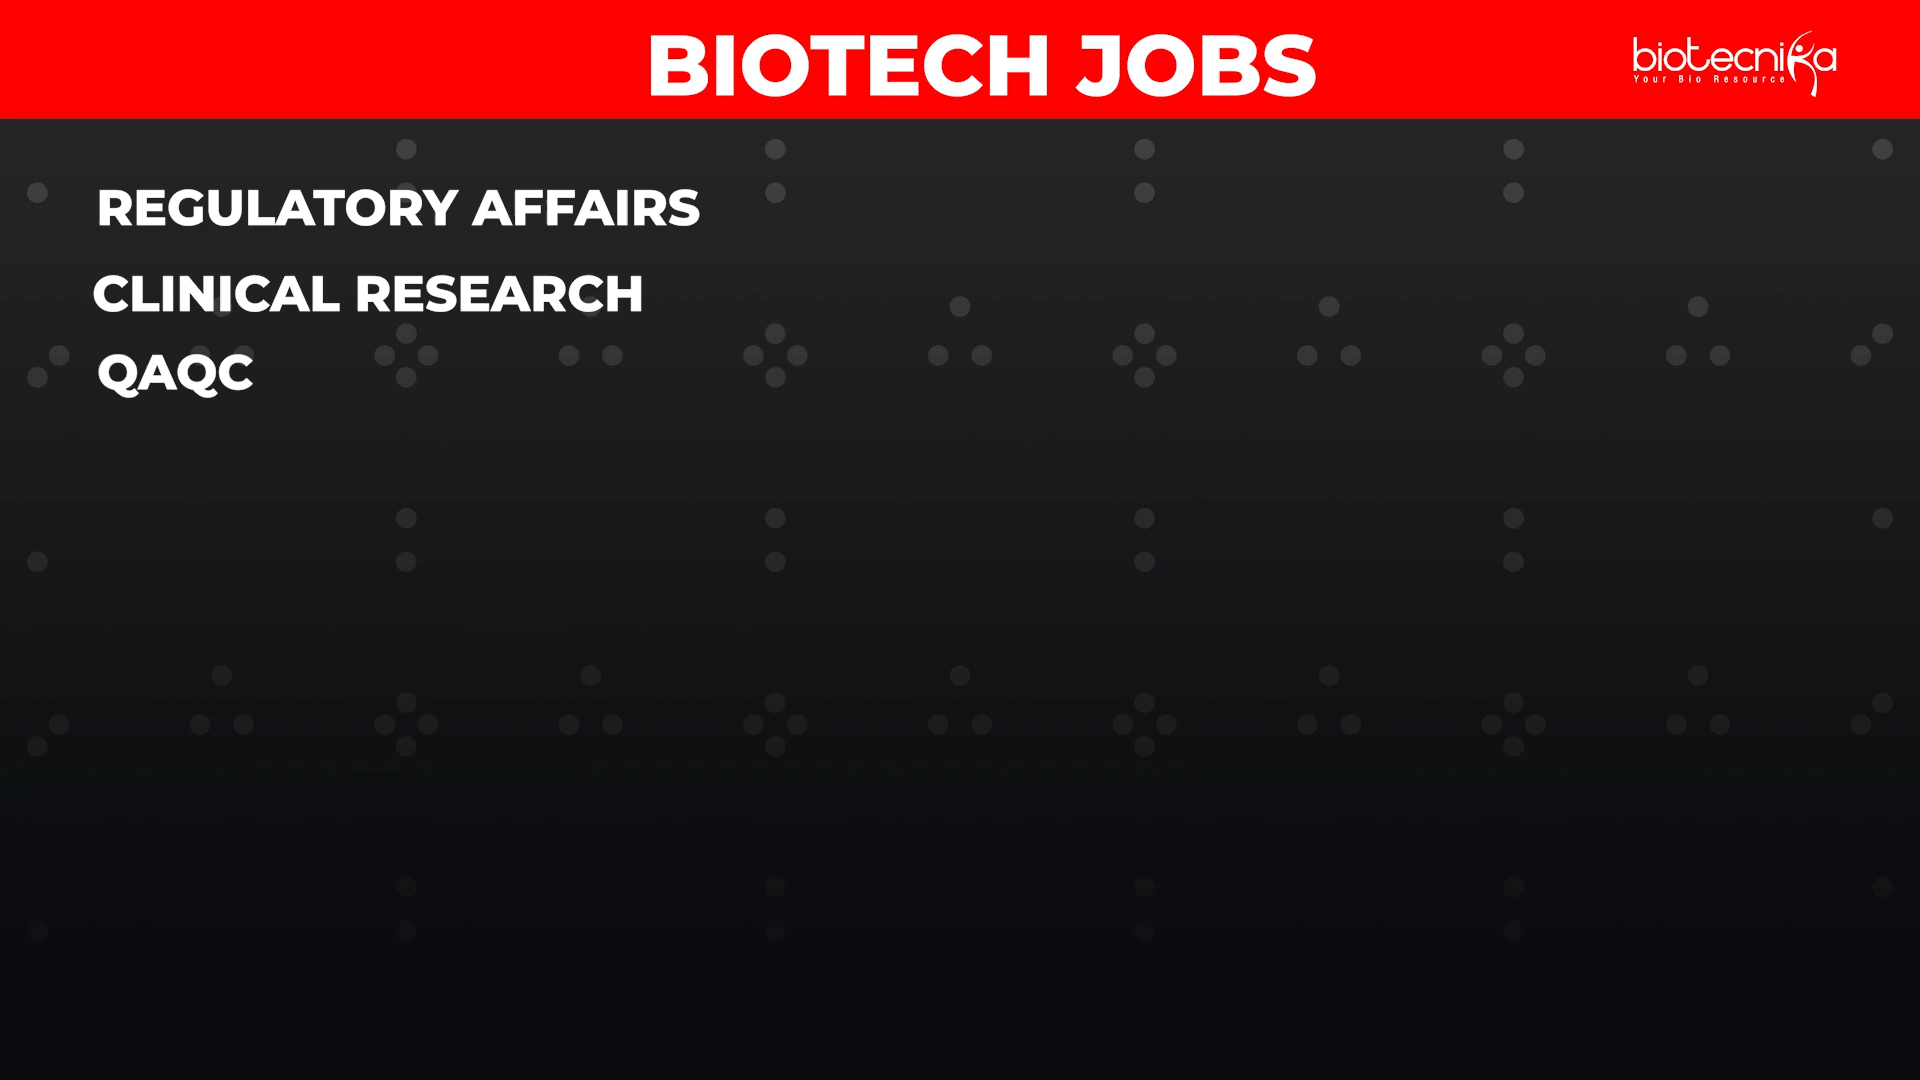 BIOTECH JOBS
biotecnika
Your Bio Resource
REGULATORY AFFAIRS
CLINICAL RESEARCH
QAQC